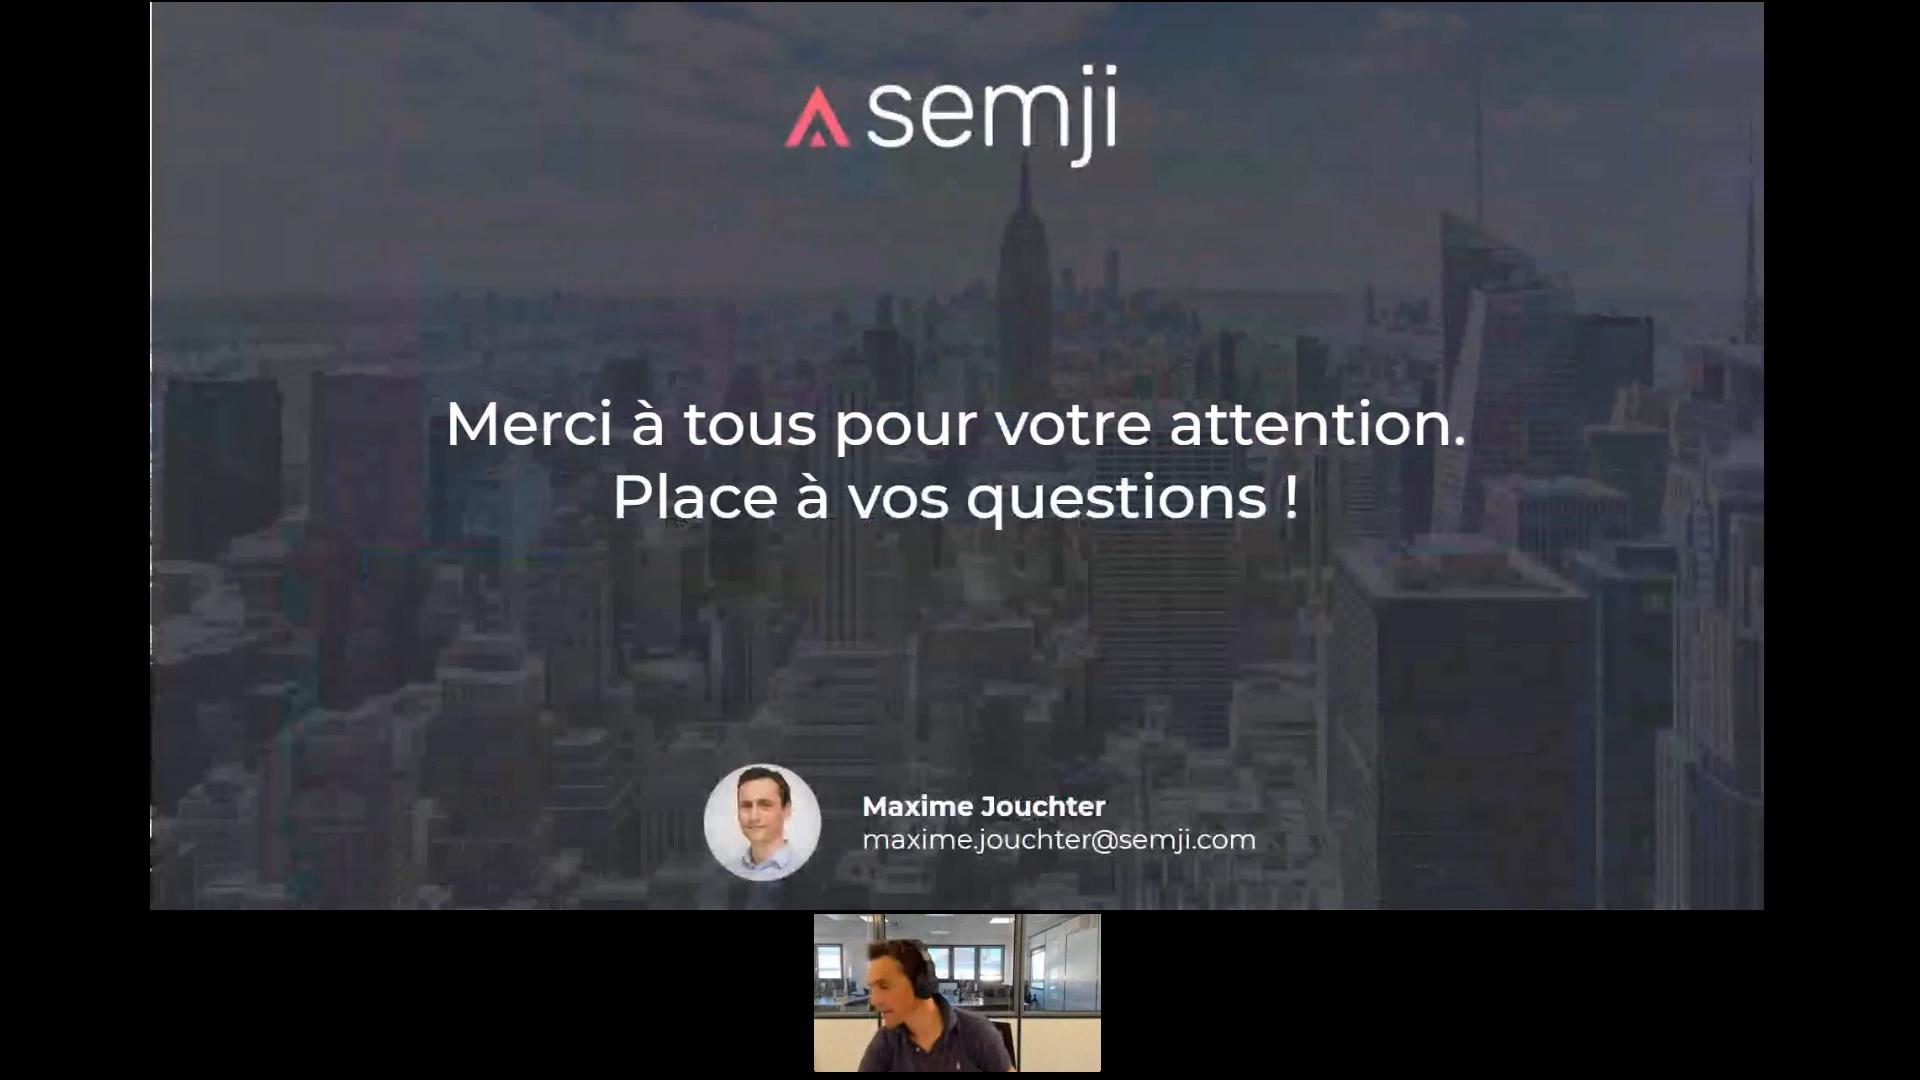 semji
Merci à tous pour votre attention.
Place à vos questions !
Maxime Jouchter
maxime.jouchter@semji.com